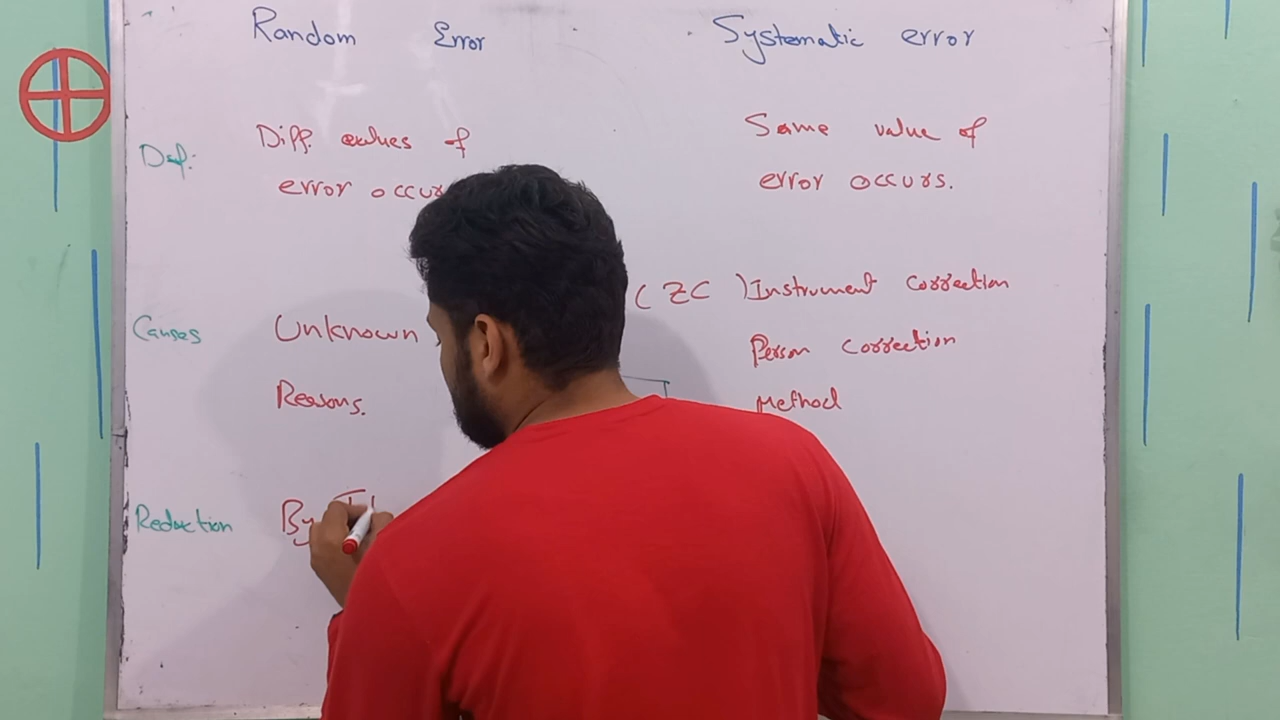 Random Error
Systematic error
Def:
Diff. values of
error occur
Same value of
error occurs.
Causes
Unknown
Reasons.
(ZC) Instrument correction
Person correction
Method
Reduction
By